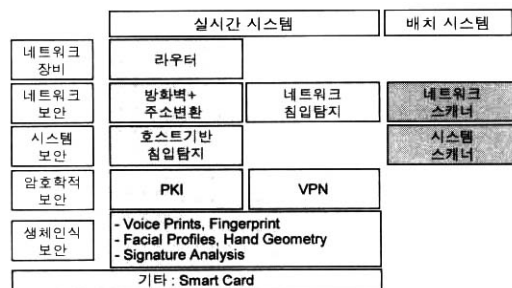 실시간 시스템
배치 시스템
네트워크
장비
라우터
네트워크
보안
방화벽+
주소변환
네트워크
침입탐지
네트워크
스캐너
시스템
보안
호스트기반
침입탐지
시스템
스캐너
암호학적
보안
PKI
VPN
생체인식
보안
- Voice Prints, Fingerprint
- Facial Profiles, Hand Geometry
- Signature Analysis
기타 : Smart Card